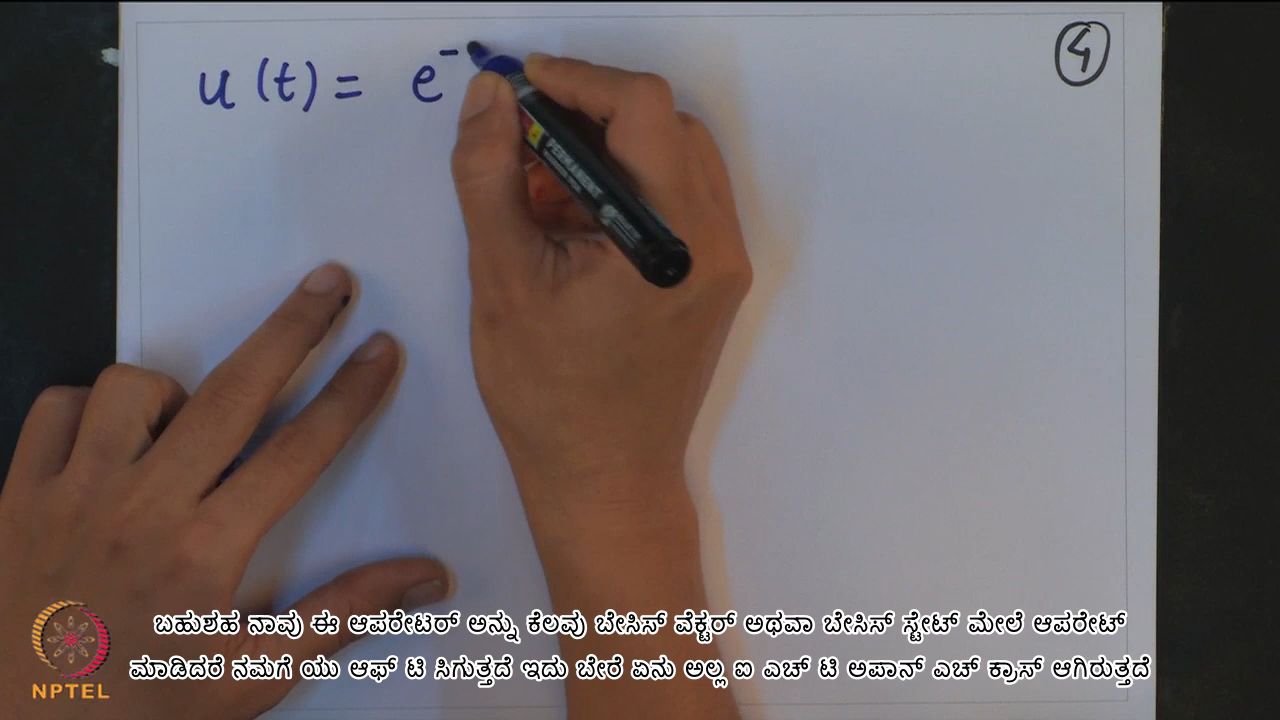 ④
u (t) = e⁻
PERMANENT
ಬಹುಶಹ ನಾವು ಈ ಆಪರೇಟರ್ ಅನ್ನು ಕೆಲವು ಬೇಸಿಸ್ ವೆಕ್ಟರ್ ಅಥವಾ ಬೇಸಿಸ್ ಸ್ಟೇಟ್ ಮೇಲೆ ಆಪರೇಟ್
ಮಾಡಿದರೆ ನಮಗೆ ಯು ಆಫ್ ಟಿ ಸಿಗುತ್ತದೆ ಇದು ಬೇರೆ ಏನು ಅಲ್ಲ ಐ ಎಚ್ ಟಿ ಅಪಾನ್ ಎಚ್ ಕ್ರಾಸ್ ಆಗಿರುತ್ತದೆ
NPTEL